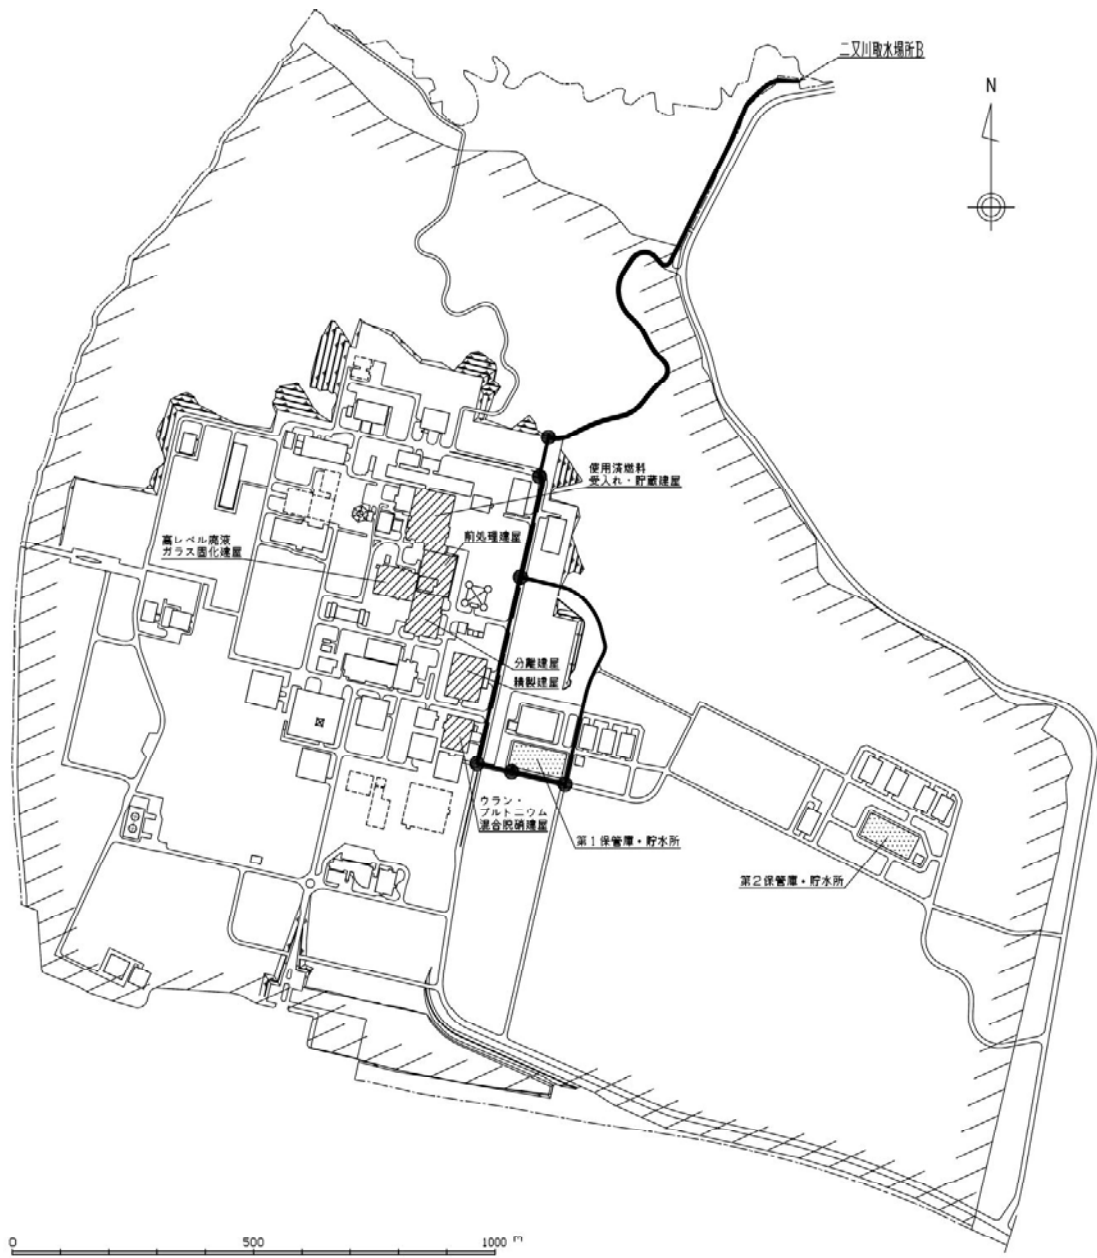 二又川取水場所B
N
使用済燃料
受入れ・貯蔵建屋
前処理建屋
高レベル廃液
ガラス固化建屋
分離建屋
精製建屋
ウラン・
プルトニウム
混合脱硝建屋
第1保管庫・貯水所
第2保管庫・貯水所
0 500 1000 m